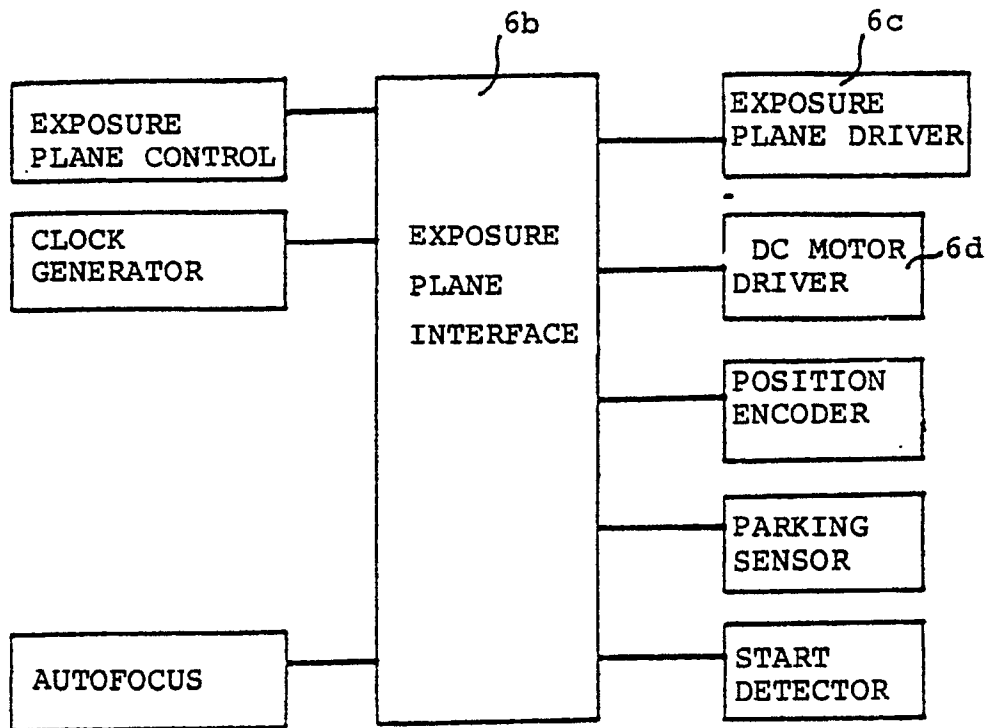 6b
6c
EXPOSURE
PLANE CONTROL
CLOCK
GENERATOR
AUTOFOCUS
EXPOSURE
PLANE
INTERFACE
EXPOSURE
PLANE DRIVER
DC MOTOR
DRIVER
6d
POSITION
ENCODER
PARKING
SENSOR
START
DETECTOR